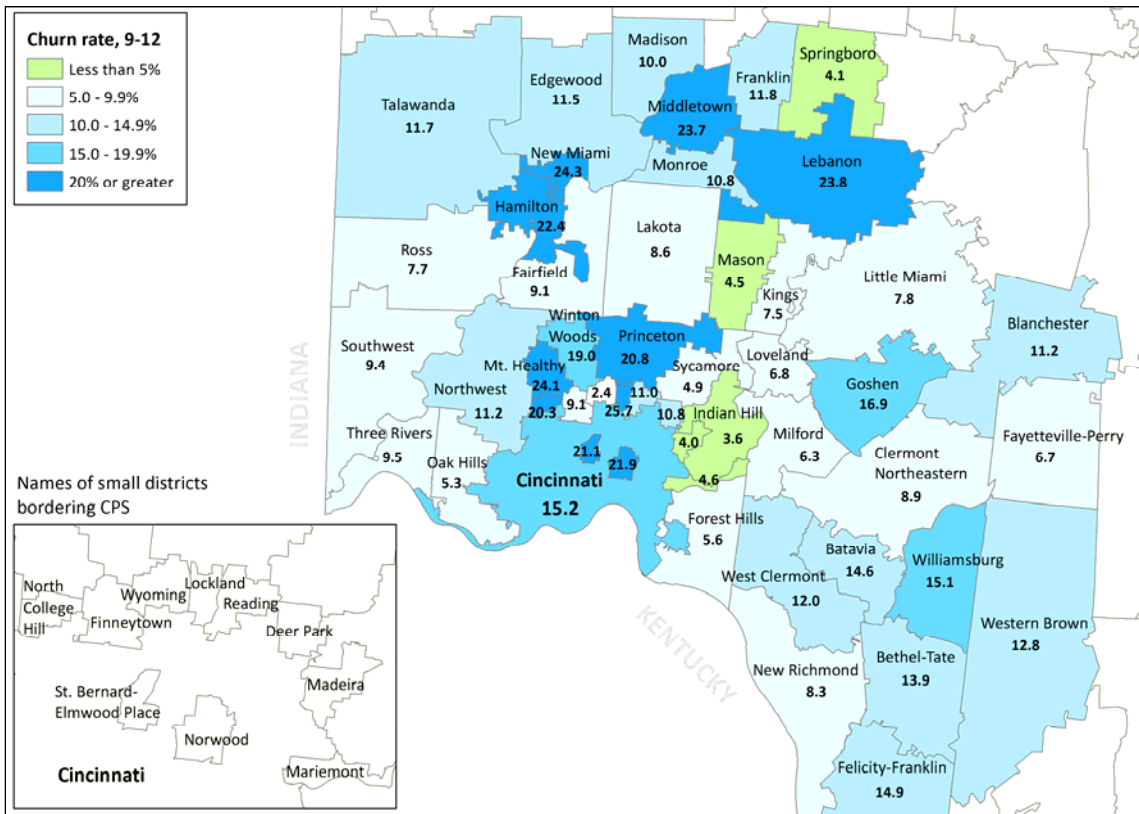 Churn rate, 9-12
Less than 5%
5.0 - 9.9%
10.0 - 14.9%
15.0 - 19.9%
20% or greater
Madison
10.0
Springboro
4.1
Franklin
11.8
Edgewood
11.5
Talawanda
11.7
Middletown
23.7
New Miami
24.3
Monroe
10.8
Lebanon
23.8
Hamilton
22.4
Lakota
8.6
Ross
7.7
Fairfield
9.1
Mason
4.5
Kings
7.5
Little Miami
7.8
Blanchester
11.2
Winton
Woods
19.0
Princeton
20.8
Southwest
9.4
Mt. Healthy
24.1
Sycamore
4.9
Loveland
6.8
Goshen
16.9
Northwest
11.2
20.3
9.1
2.4
25.7
11.0
10.8
Indian Hill
3.6
4.0
4.6
Milford
6.3
Fayetteville-Perry
6.7
INDIANA
Three Rivers
9.5
Oak Hills
5.3
21.1
21.9
Cincinnati
15.2
Clermont
Northeastern
8.9
Forest Hills
5.6
Batavia
14.6
Williamsburg
15.1
West Clermont
12.0
Western Brown
12.8
KENTUCKY
New Richmond
8.3
Bethel-Tate
13.9
Felicity-Franklin
14.9
Names of small districts
bordering CPS
North
College
Hill
Wyoming
Lockland
Reading
Finneytown
Deer Park
Madeira
St. Bernard-
Elmwood Place
Norwood
Cincinnati
Mariemont